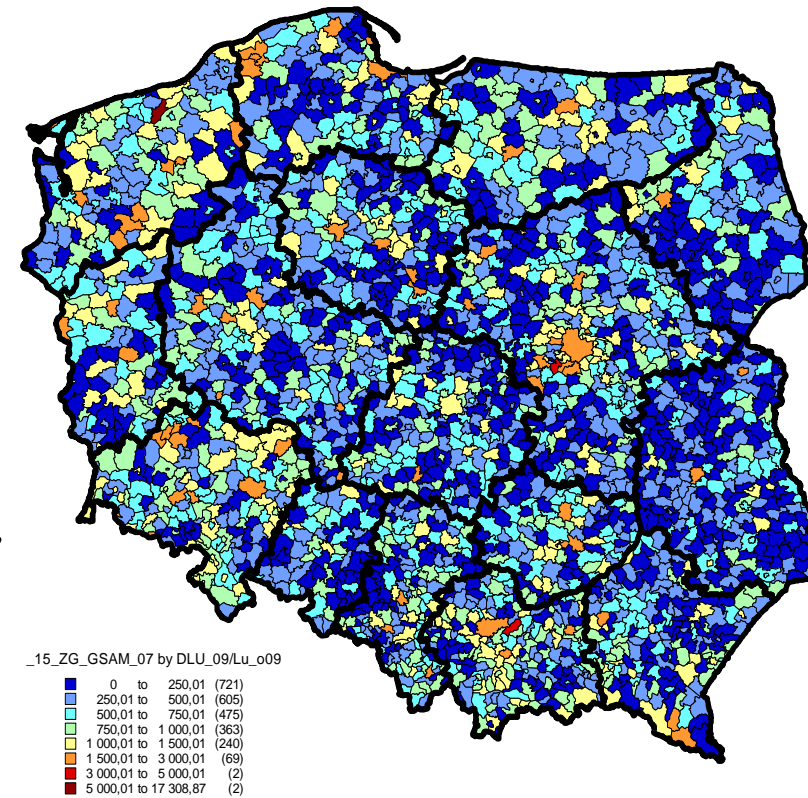 _15_ZG_GSAM_07 by DLU_09/Lu_o09
0 to 250,01 (721)
250,01 to 500,01 (605)
500,01 to 750,01 (475)
750,01 to 1 000,01 (363)
1 000,01 to 1 500,01 (240)
1 500,01 to 3 000,01 (69)
3 000,01 to 5 000,01 (2)
5 000,01 to 17 308,87 (2)